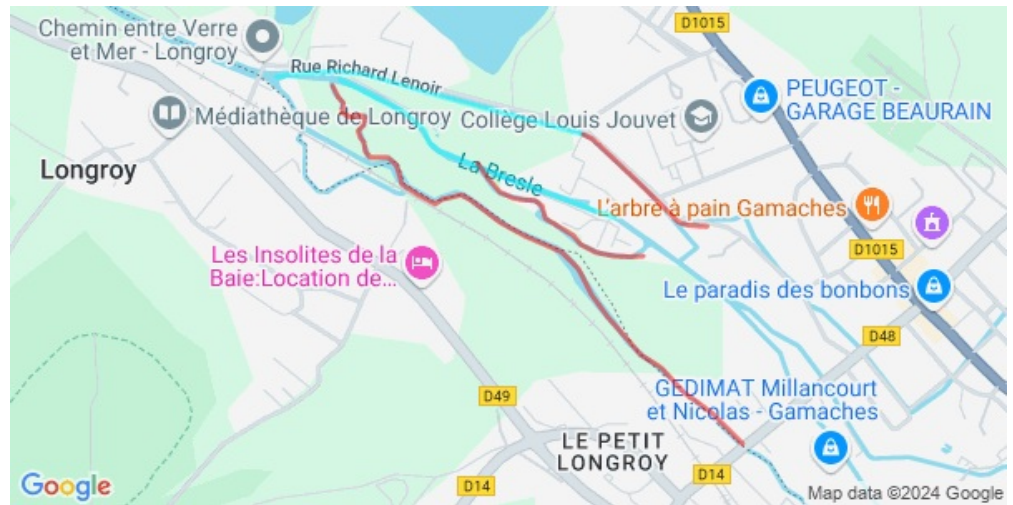 D1015
Chemin entre Verre
et Mer - Longroy
Rue Richard Lenoir
PEUGEOT -
GARAGE BEAURAIN
Médiathèque de Longroy
Collège Louis Jouvet
Longroy
La Bresle
L'arbre à pain Gamaches
D1015
Les Insolites de la
Baie:Location de...
Le paradis des bonbons
D48
GEDIMAT Millancourt
et Nicolas - Gamaches
D49
LE PETIT
LONGROY
D14
D14
Google
Map data ©2024 Google